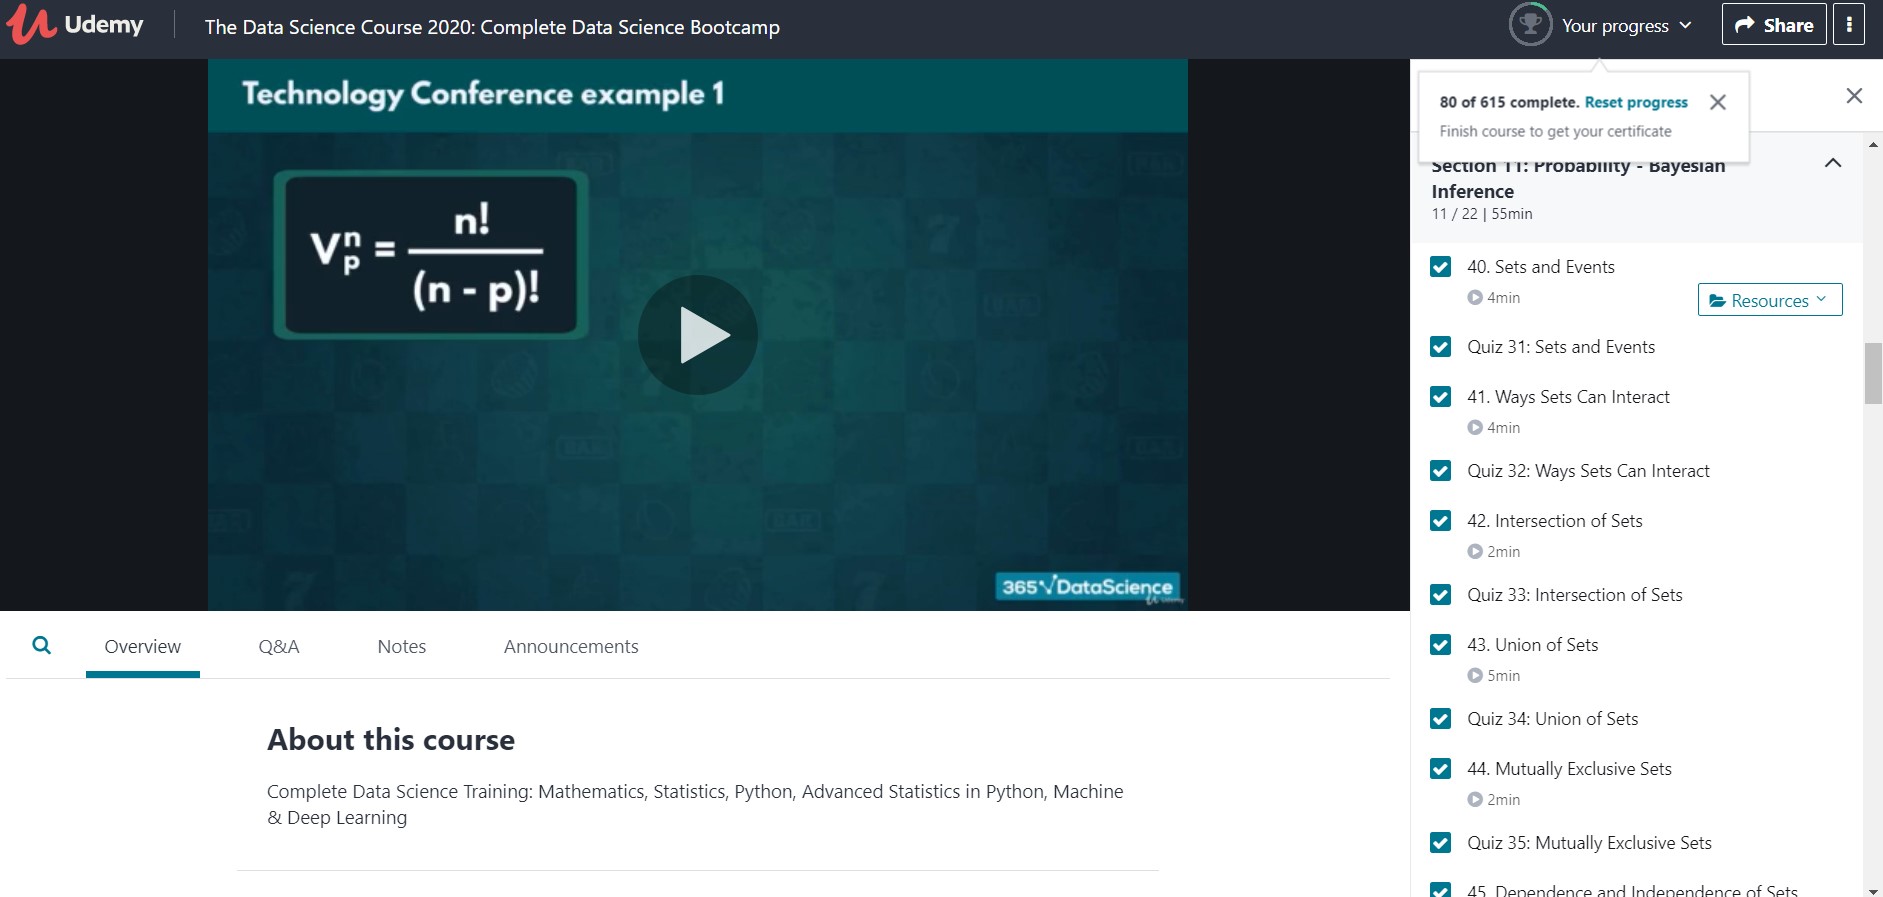 Udemy
The Data Science Course 2020: Complete Data Science Bootcamp
Your progress
Share
Technology Conference example 1
V^n_p = n! / (n - p)!
365√DataScience
Udemy
80 of 615 complete. Reset progress
Finish course to get your certificate
Section 11: Probability - Bayesian
Inference
11 / 22 | 55min
40. Sets and Events
4min
Resources
Quiz 31: Sets and Events
41. Ways Sets Can Interact
4min
Quiz 32: Ways Sets Can Interact
42. Intersection of Sets
2min
Quiz 33: Intersection of Sets
43. Union of Sets
5min
Quiz 34: Union of Sets
44. Mutually Exclusive Sets
2min
Quiz 35: Mutually Exclusive Sets
45. Dependence and Independence of Sets
Overview
Q&A
Notes
Announcements
About this course
Complete Data Science Training: Mathematics, Statistics, Python, Advanced Statistics in Python, Machine
& Deep Learning